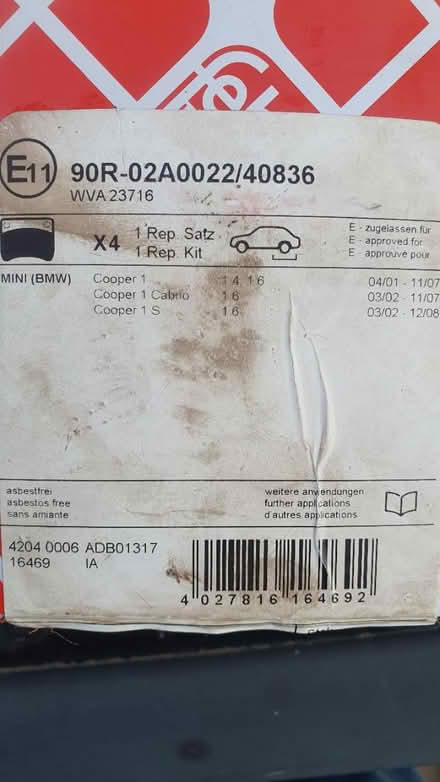 fe
E11
90R-02A0022/40836
WVA 23716
X4
1 Rep. Satz
1 Rep. Kit
E - zugelassen für
E - approved for
E - approuvé pour
MINI (BMW) Cooper 1 1.4, 1.6 04/01 - 11/07
Cooper 1 Cabrio 1.6 03/02 - 11/07
Cooper 1 S 1.6 03/02 - 12/08
asbestfrei
asbestos free
sans amiante
weitere anwendungen
further applications
d'autres applications
4204 0006 ADB01317
16469 IA
4 027816 164692